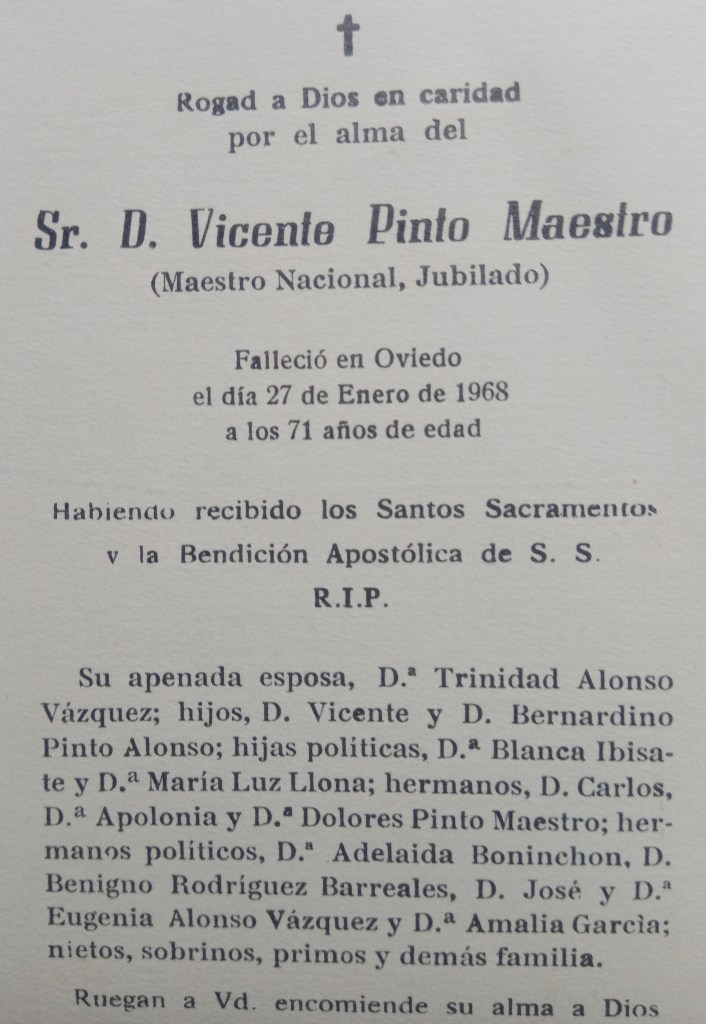 Rogad a Dios en caridad
por el alma del
Sr. D. Vicente Pinto Maestro
(Maestro Nacional, Jubilado)
Falleció en Oviedo
el día 27 de Enero de 1968
a los 71 años de edad
Habiendo recibido los Santos Sacramentos
y la Bendición Apostólica de S. S.
R.I.P.
Su apenada esposa, D.ª Trinidad Alonso
Vázquez; hijos, D. Vicente y D. Bernardino
Pinto Alonso; hijas políticas, D.ª Blanca Ibisa-
te y D.ª María Luz Llona; hermanos, D. Carlos,
D.ª Apolonia y D.ª Dolores Pinto Maestro; her-
manos políticos, D.ª Adelaida Boninchon, D.
Benigno Rodríguez Barreales, D. José y D.ª
Eugenia Alonso Vázquez y D.ª Amalia Garcìa;
nietos, sobrinos, primos y demás familia.
Ruegan a Vd. encomiende su alma a Dios